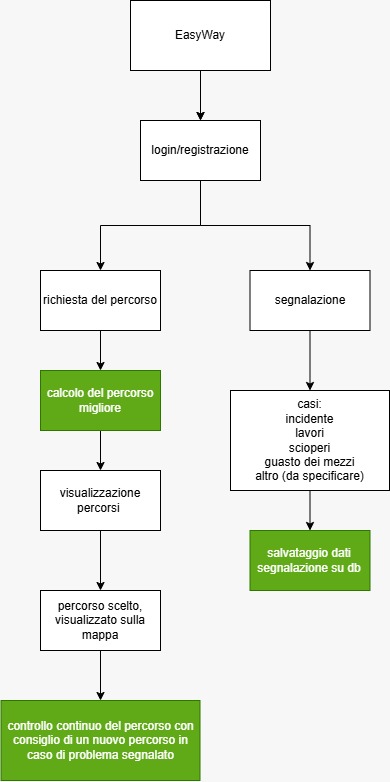 EasyWay
login/registrazione
richiesta del percorso
segnalazione
calcolo del percorso
migliore
casi:
incidente
lavori
scioperi
guasto dei mezzi
altro (da specificare)
visualizzazione
percorsi
salvataggio dati
segnalazione su db
percorso scelto,
visualizzato sulla
mappa
controllo continuo del percorso con
consiglio di un nuovo percorso in
caso di problema segnalato